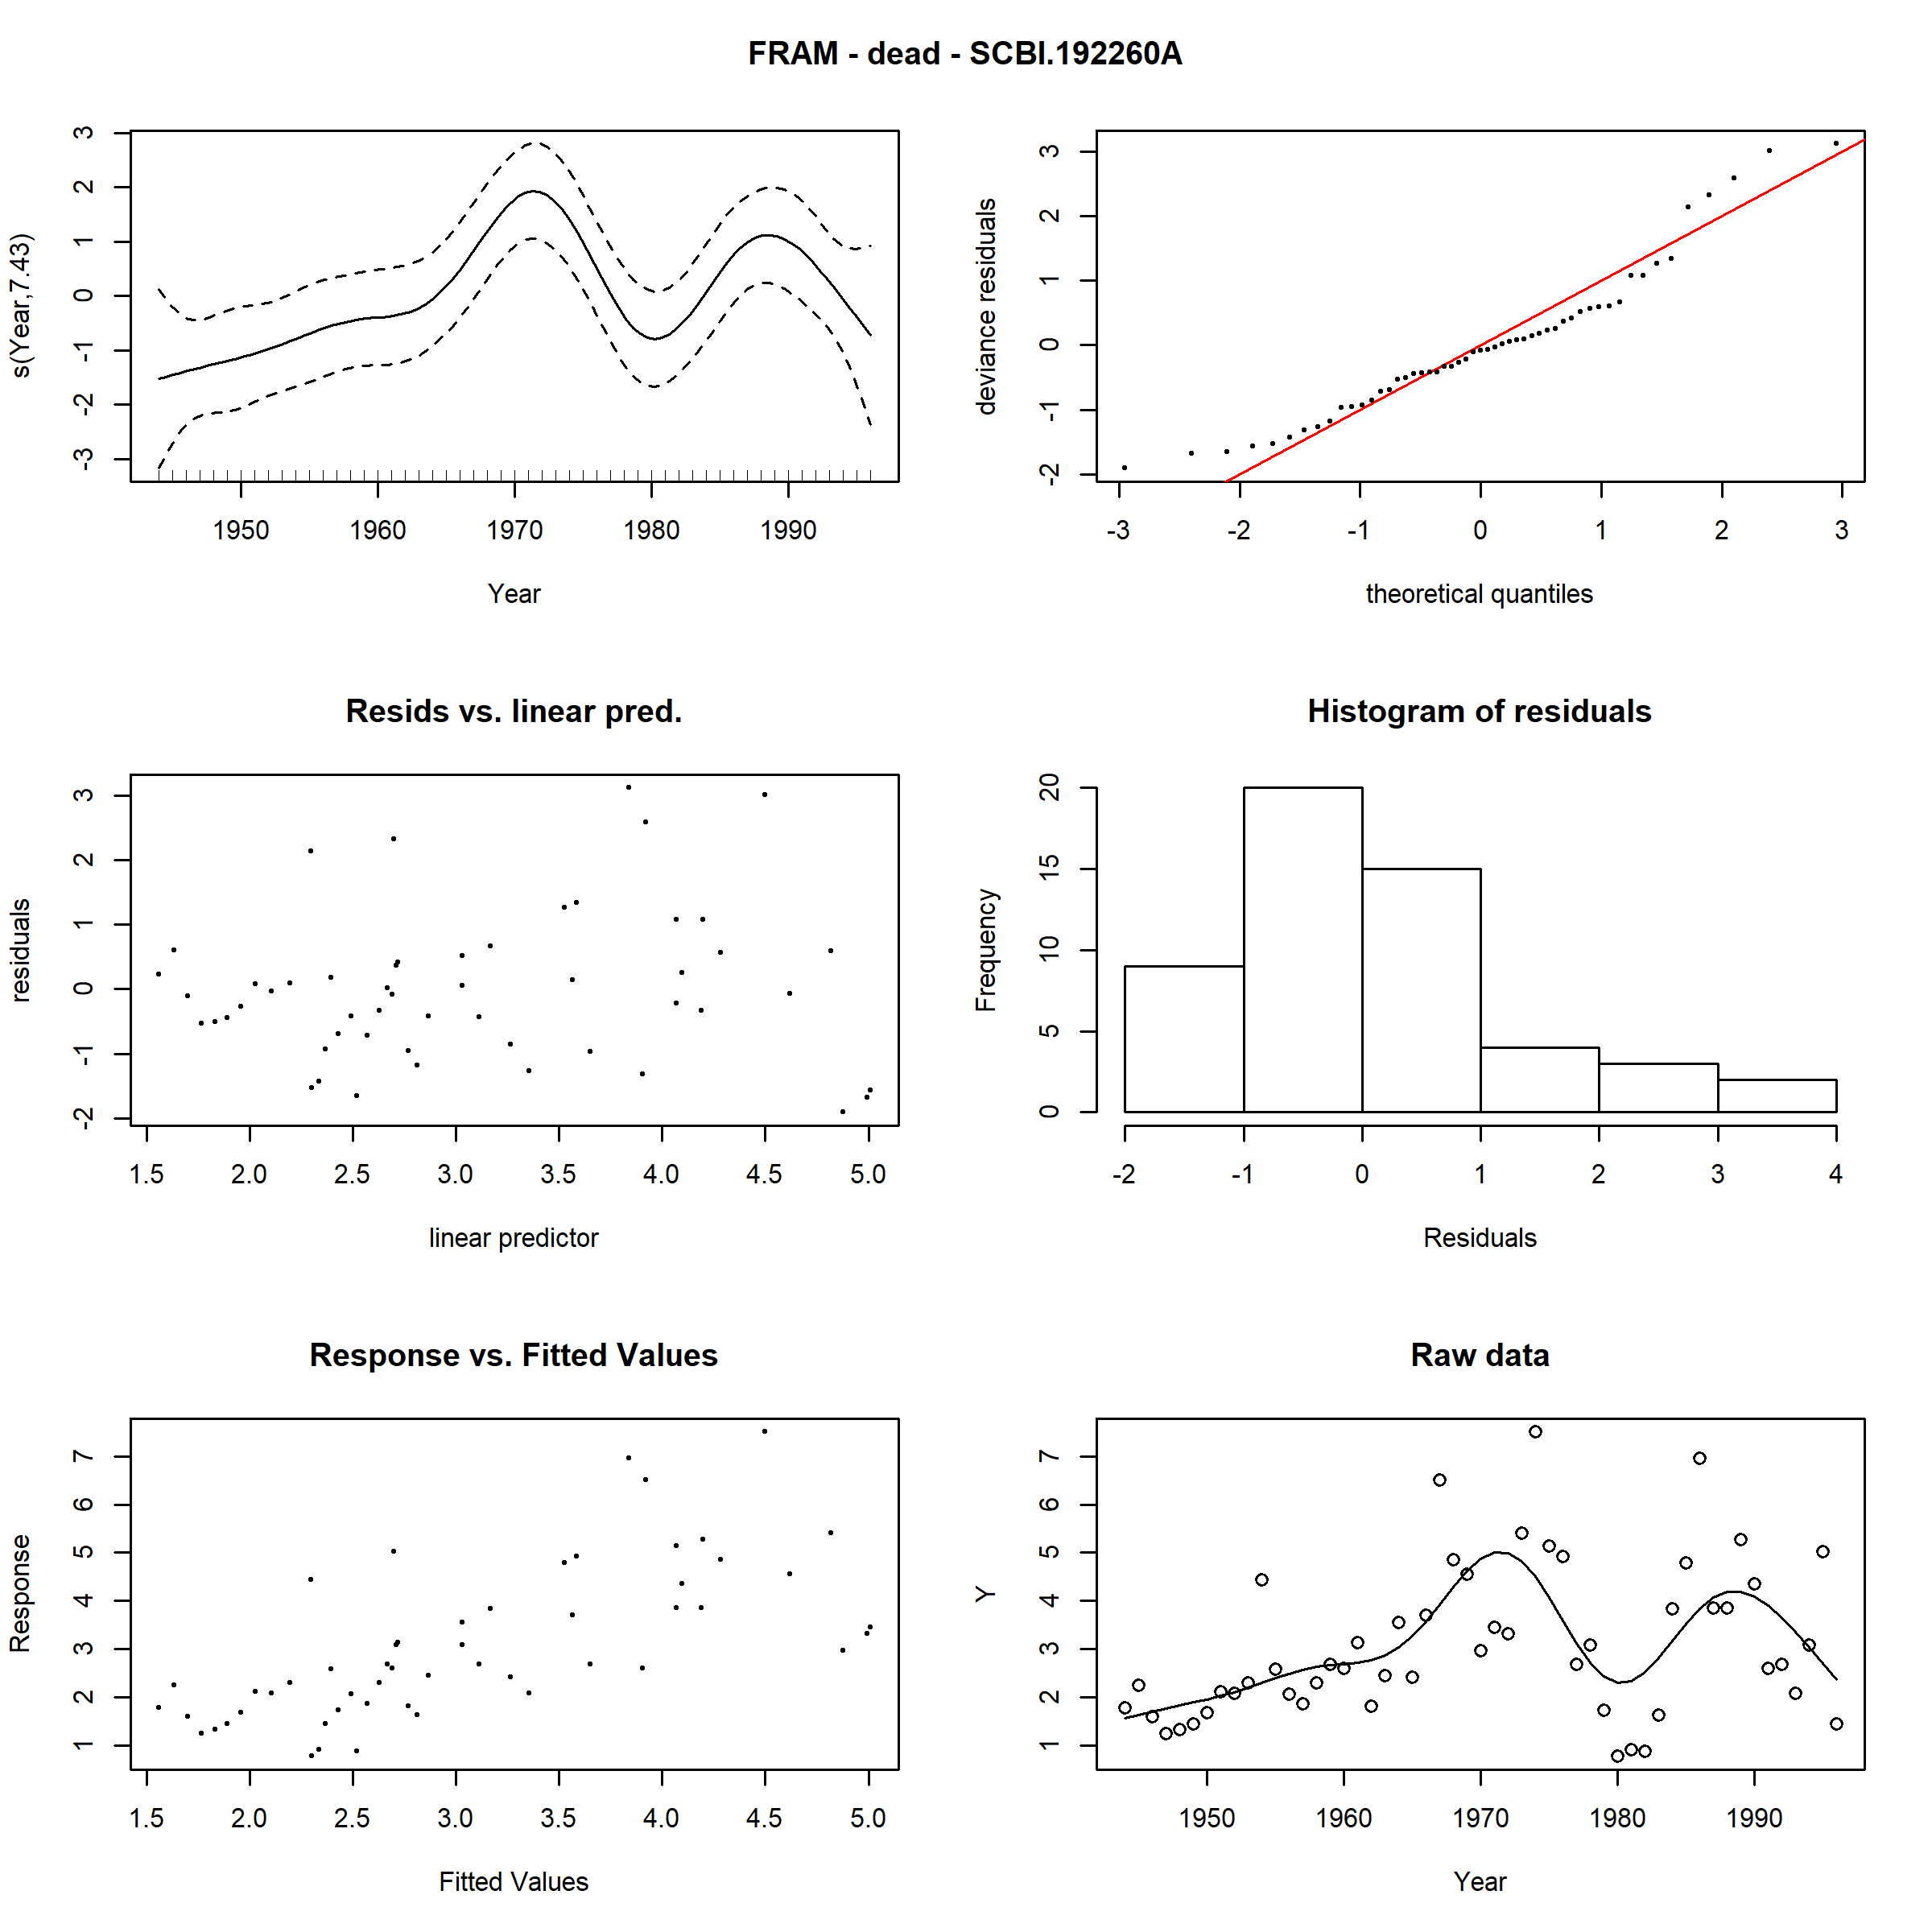 FRAM - dead - SCBI.192260A
s(Year,7.43)
-3 -2 -1 0 1 2 3
1950 1960 1970 1980 1990
Year
deviance residuals
-2 -1 0 1 2 3
-3 -2 -1 0 1 2 3
theoretical quantiles
Resids vs. linear pred.
residuals
-2 -1 0 1 2 3
1.5 2.0 2.5 3.0 3.5 4.0 4.5 5.0
linear predictor
Histogram of residuals
Frequency
0 5 10 15 20
-2 -1 0 1 2 3 4
Residuals
Response vs. Fitted Values
Response
1 2 3 4 5 6 7
1.5 2.0 2.5 3.0 3.5 4.0 4.5 5.0
Fitted Values
Raw data
Y
1 2 3 4 5 6 7
1950 1960 1970 1980 1990
Year